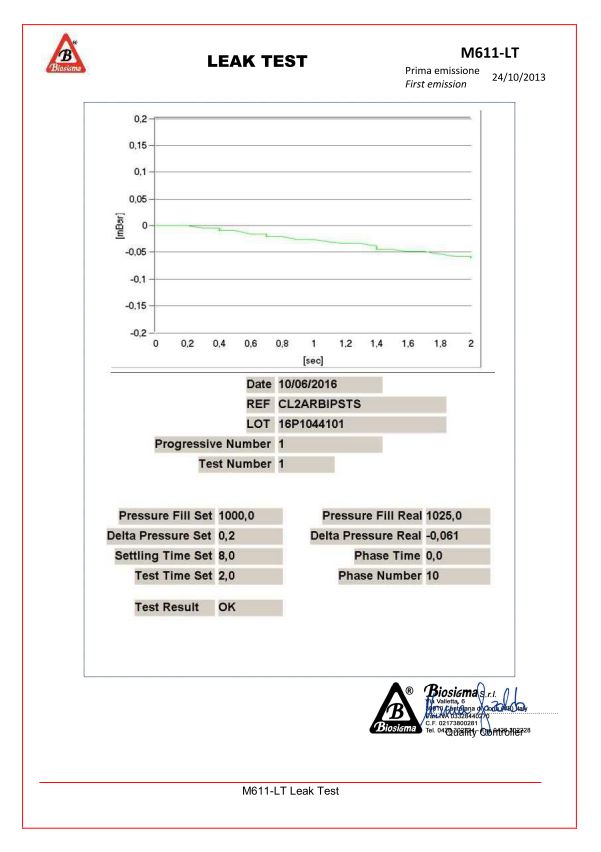 B
®
Biosigma
LEAK TEST
M611-LT
Prima emissione
First emission
24/10/2013
0,2
0,15
0,1
0,05
0
-0,05
-0,1
-0,15
-0,2
[mBar]
0 0,2 0,4 0,6 0,8 1 1,2 1,4 1,6 1,8 2
[sec]
Date 10/06/2016
REF CL2ARBIPSTS
LOT 16P1044101
Progressive Number 1
Test Number 1
Pressure Fill Set 1000,0
Pressure Fill Real 1025,0
Delta Pressure Set 0,2
Delta Pressure Real -0,061
Settling Time Set 8,0
Phase Time 0,0
Test Time Set 2,0
Phase Number 10
Test Result OK
B
®
Biosigma
Biosigma S.r.l.
Via Valletta, 6
C.F. 02173800281
Quality Controller
M611-LT Leak Test